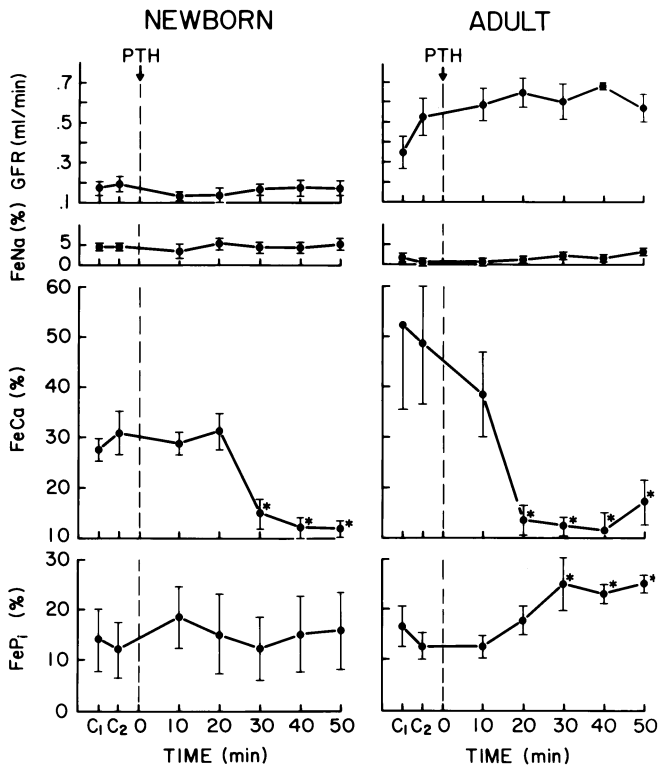 NEWBORN ADULT
PTH PTH
GFR (ml/min)
.7
.5
.3
.1
FeNa (%)
5
0
FeCa (%)
60
50
40
30
20
10
* * *
* * * *
FePi (%)
30
20
10
0
* * *
C1 C2 0 10 20 30 40 50
C1 C2 0 10 20 30 40 50
TIME (min) TIME (min)